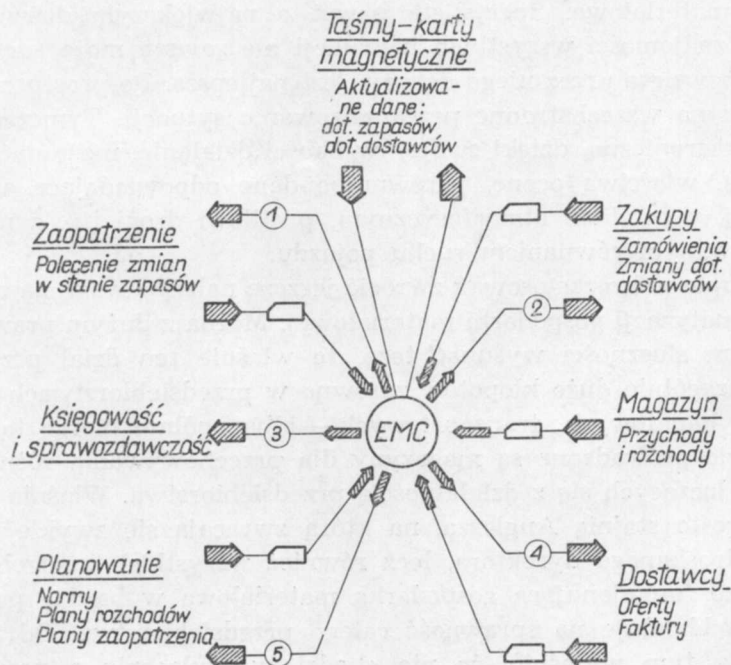 Taśmy-karty
magnetyczne
Aktualizowa-
ne dane:
dot. zapasów
dot. dostawców
1
Zaopatrzenie
Polecenie zmian
w stanie zapasów
Zakupy
Zamówienia
Zmiany dot.
dostawców
2
Księgowość
i sprawozdawczość
3
EMC
Magazyn
Przychody
i rozchody
Planowanie
Normy
Plany rozchodów
Plany zaopatrzenia
5
4
Dostawcy
Oferty
Faktury